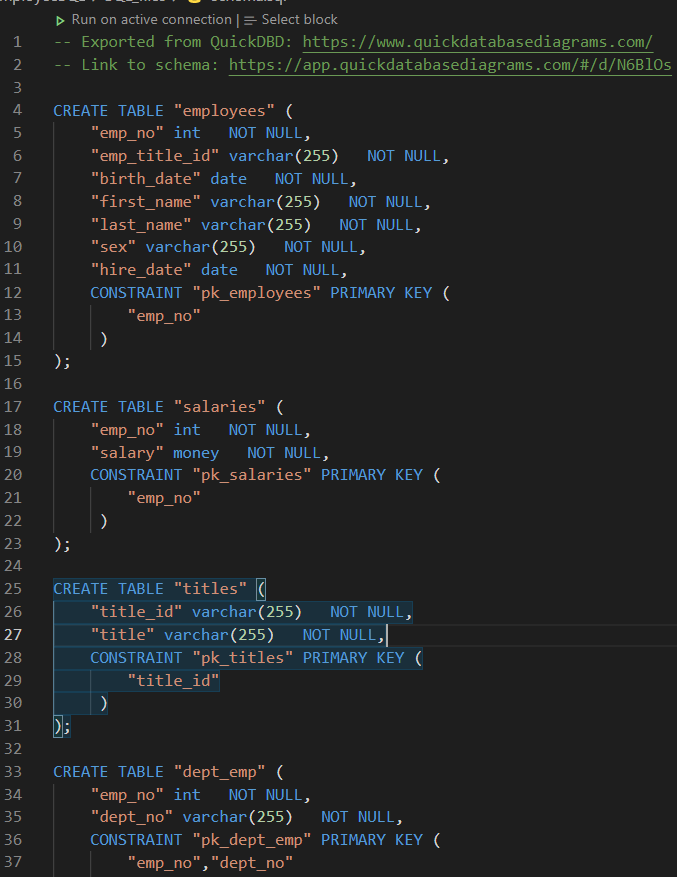 Run on active connection | Select block
1 -- Exported from QuickDBD: https://www.quickdatabasediagrams.com/
2 -- Link to schema: https://app.quickdatabasediagrams.com/#/d/N6BlOs
3
4 CREATE TABLE "employees" (
5 "emp_no" int   NOT NULL,
6 "emp_title_id" varchar(255)   NOT NULL,
7 "birth_date" date   NOT NULL,
8 "first_name" varchar(255)   NOT NULL,
9 "last_name" varchar(255)   NOT NULL,
10 "sex" varchar(255)   NOT NULL,
11 "hire_date" date   NOT NULL,
12 CONSTRAINT "pk_employees" PRIMARY KEY (
13 "emp_no"
14 )
15 );
16
17 CREATE TABLE "salaries" (
18 "emp_no" int   NOT NULL,
19 "salary" money   NOT NULL,
20 CONSTRAINT "pk_salaries" PRIMARY KEY (
21 "emp_no"
22 )
23 );
24
25 CREATE TABLE "titles" (
26 "title_id" varchar(255)   NOT NULL,
27 "title" varchar(255)   NOT NULL,
28 CONSTRAINT "pk_titles" PRIMARY KEY (
29 "title_id"
30 )
31 );
32
33 CREATE TABLE "dept_emp" (
34 "emp_no" int   NOT NULL,
35 "dept_no" varchar(255)   NOT NULL,
36 CONSTRAINT "pk_dept_emp" PRIMARY KEY (
37 "emp_no","dept_no"